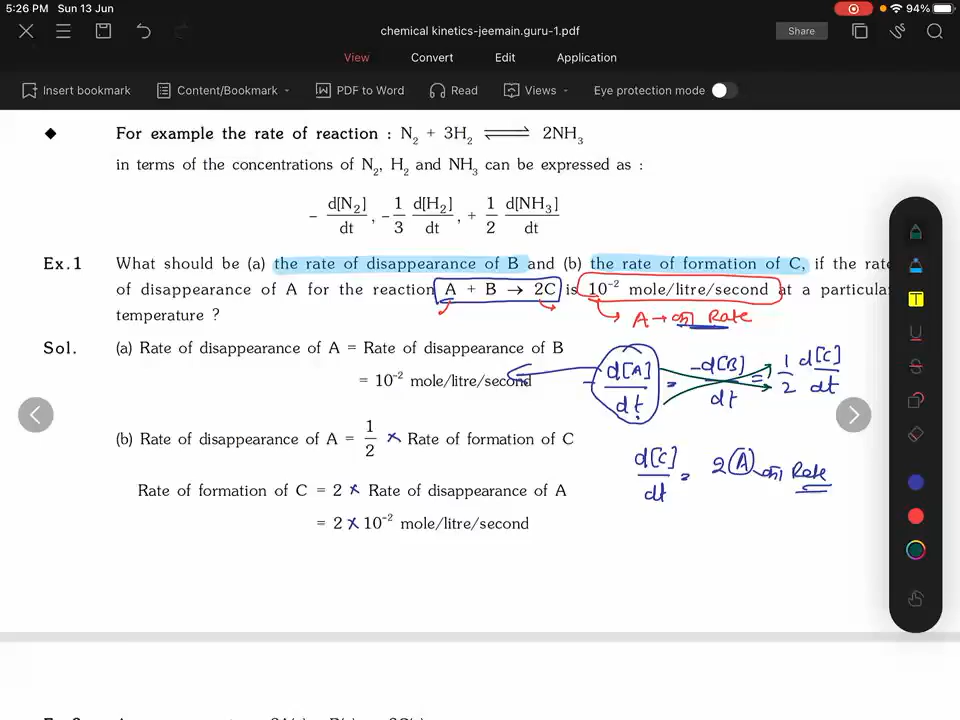 5:26 PM Sun 13 Jun 94%
chemical kinetics-jeemain.guru-1.pdf
Share
View Convert Edit Application
Insert bookmark Content/Bookmark PDF to Word Read Views Eye protection mode
◆ For example the rate of reaction : N₂ + 3H₂ ⇌ 2NH₃
in terms of the concentrations of N₂, H₂ and NH₃ can be expressed as :
- d[N₂]/dt , - 1/3 d[H₂]/dt , + 1/2 d[NH₃]/dt
Ex.1 What should be (a) the rate of disappearance of B and (b) the rate of formation of C, if the rate
of disappearance of A for the reaction A + B → 2C is 10⁻² mole/litre/second at a particular
temperature ?
A → Rate
Sol. (a) Rate of disappearance of A = Rate of disappearance of B
= 10⁻² mole/litre/second
- d[A]/dt = -d[B]/dt = 1/2 d[C]/dt
(b) Rate of disappearance of A = 1/2 × Rate of formation of C
d[C]/dt = 2 A Rate
Rate of formation of C = 2 × Rate of disappearance of A
= 2 × 10⁻² mole/litre/second